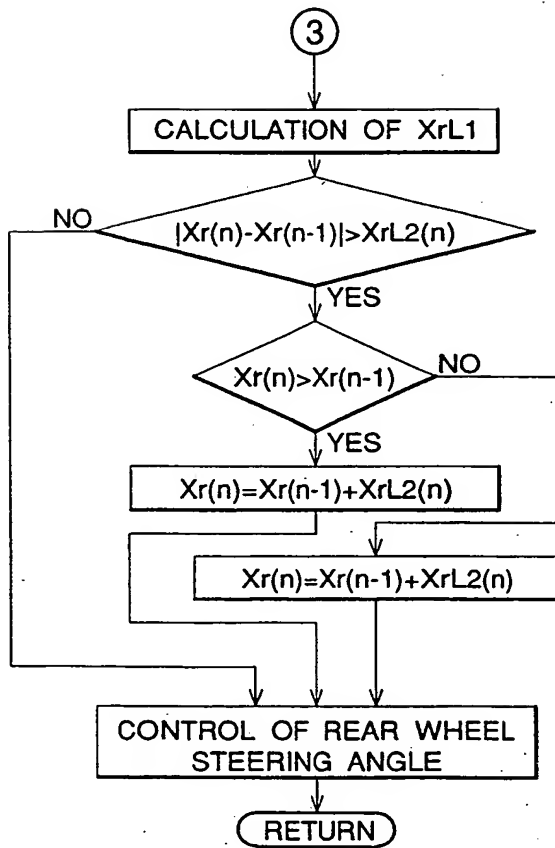 3
CALCULATION OF XrL1
NO
|Xr(n)-Xr(n-1)|>XrL2(n)
YES
Xr(n)>Xr(n-1)
NO
YES
Xr(n)=Xr(n-1)+XrL2(n)
Xr(n)=Xr(n-1)+XrL2(n)
CONTROL OF REAR WHEEL
STEERING ANGLE
RETURN